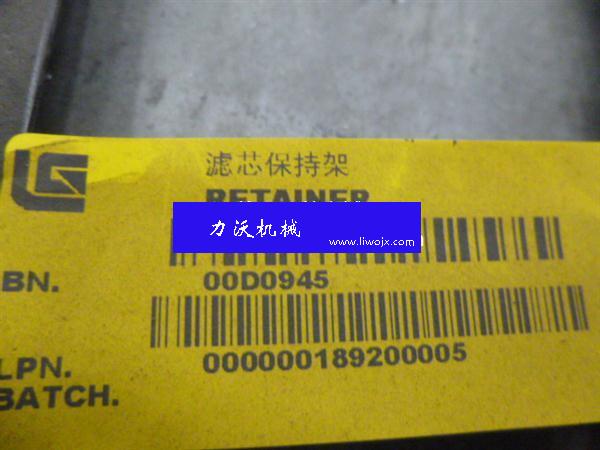 滤芯保持架
RETAINER
力沃机械
www.liwojx.com
BN.
00D0945
LPN.
000000189200005
BATCH.